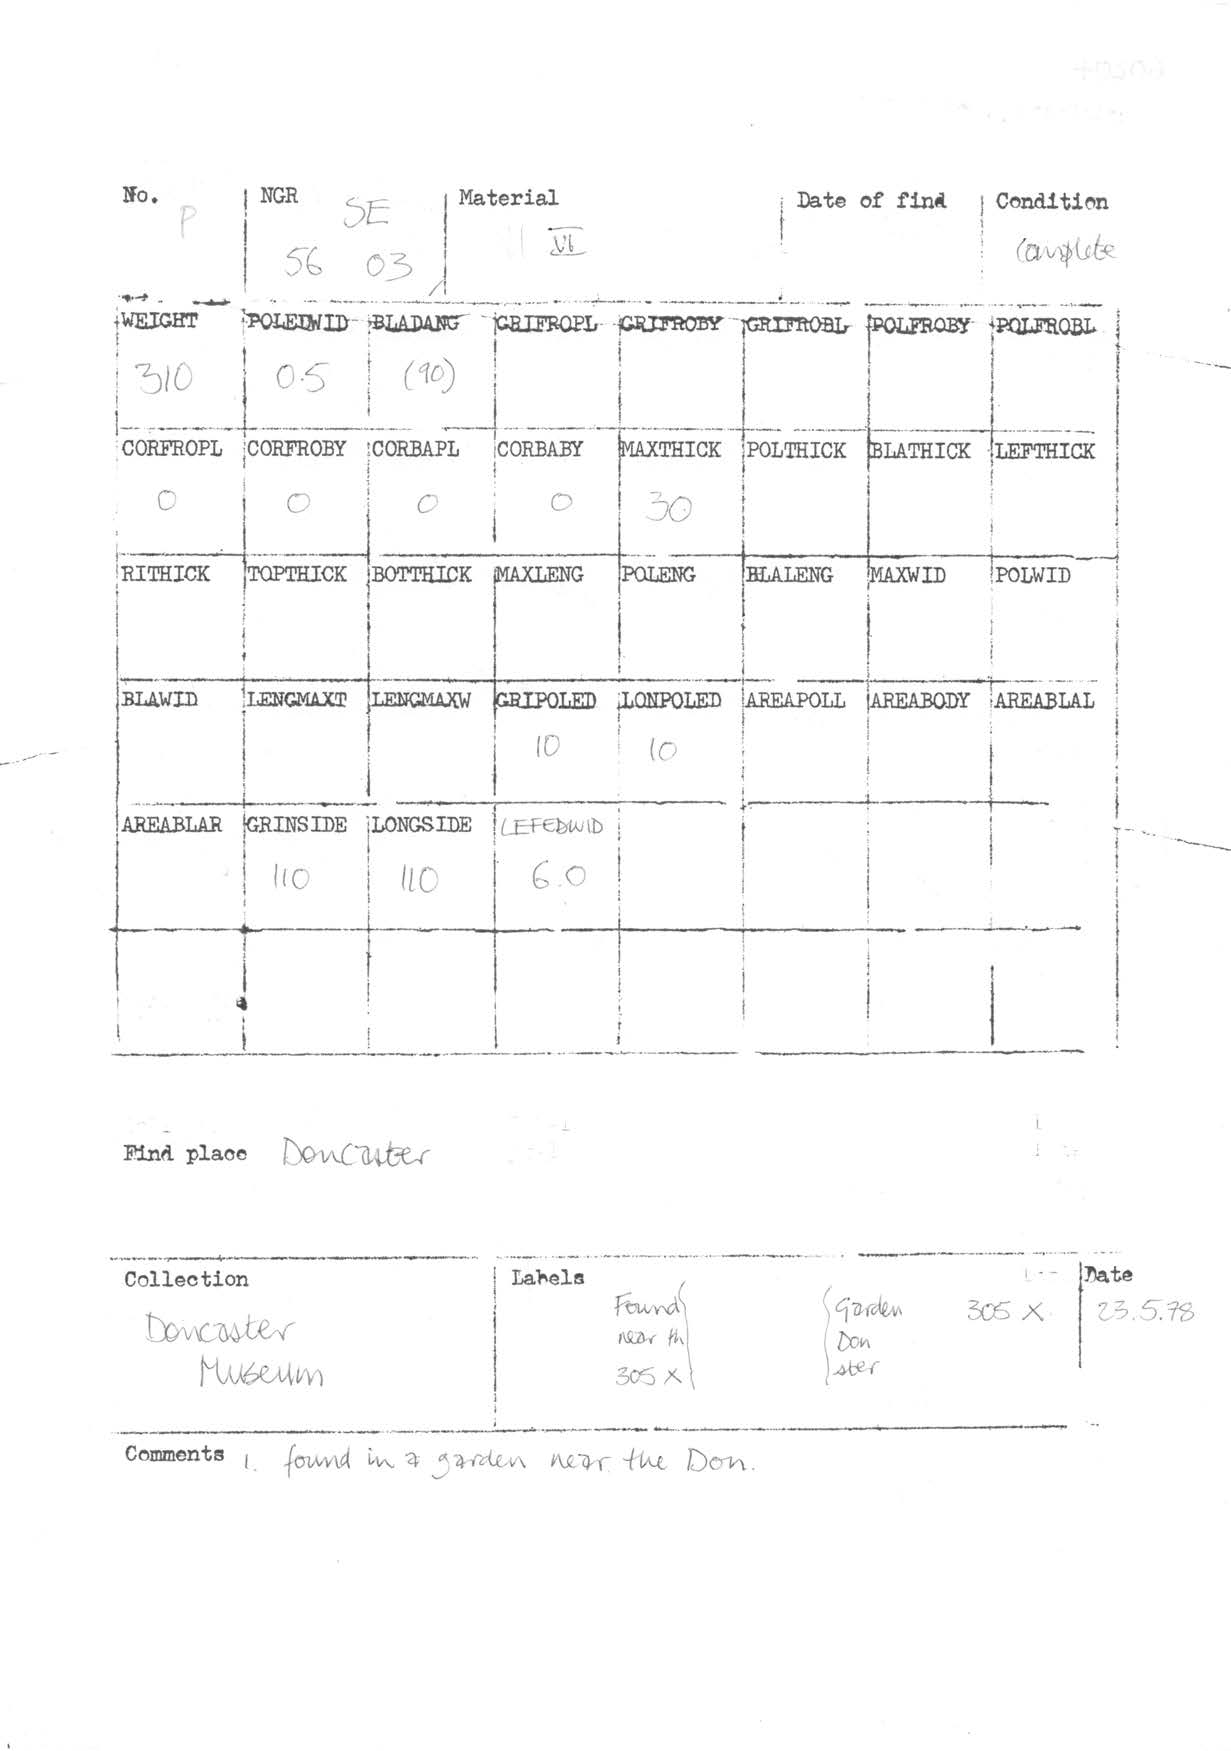 No. NGR Material Date of find Condition
P SE VI complete
56 03
WEIGHT POLEDWID BLADANG GRIFROPL GRIFROBY GRIFROBL POLFROBY POLFROBL
310 0.5 (90)
CORFROPL CORFROBY CORBAPL CORBABY MAXTHICK POLTHICK BLATHICK LEFTHICK
0 0 0 0 30
RITHICK TOPTHICK BOTTHICK MAXLENG POLENG BLALENG MAXWID POLWID
BLAWID LENGMAXT LENGMAXW GRIPOLED LONPOLED AREAPOLL AREABODY AREABLAL
10 10
AREABLAR GRINSIDE LONGSIDE LEFEDWID
110 110 6.0
Find place Doncaster
Collection Labels Date
Doncaster Found Garden 305 X. 23.5.78
Museum near th Don
305 X ster
Comments 1. found in a garden near the Don.